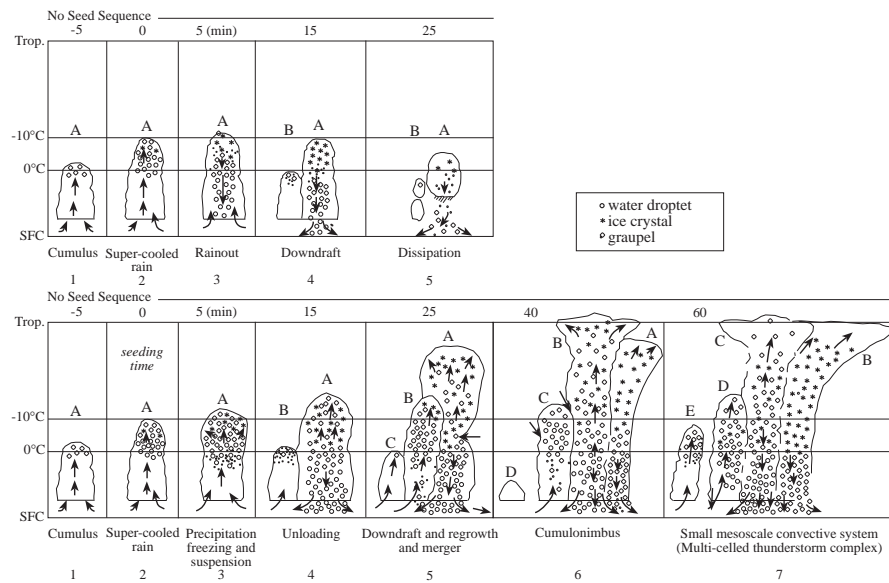 No Seed Sequence
-5 0 5 (min) 15 25
Trop.
A A A B A B A
-10°C
0°C
SFC
Cumulus Super-cooled rain Rainout Downdraft Dissipation
1 2 3 4 5
water droptet
ice crystal
graupel
No Seed Sequence
-5 0 5 (min) 15 25 40 60
Trop.
seeding
time
A A A B A C B A D C B A E D C B
-10°C
0°C
SFC
Cumulus Super-cooled rain Precipitation freezing and suspension Unloading Downdraft and regrowth and merger Cumulonimbus Small mesoscale convective system (Multi-celled thunderstorm complex)
1 2 3 4 5 6 7